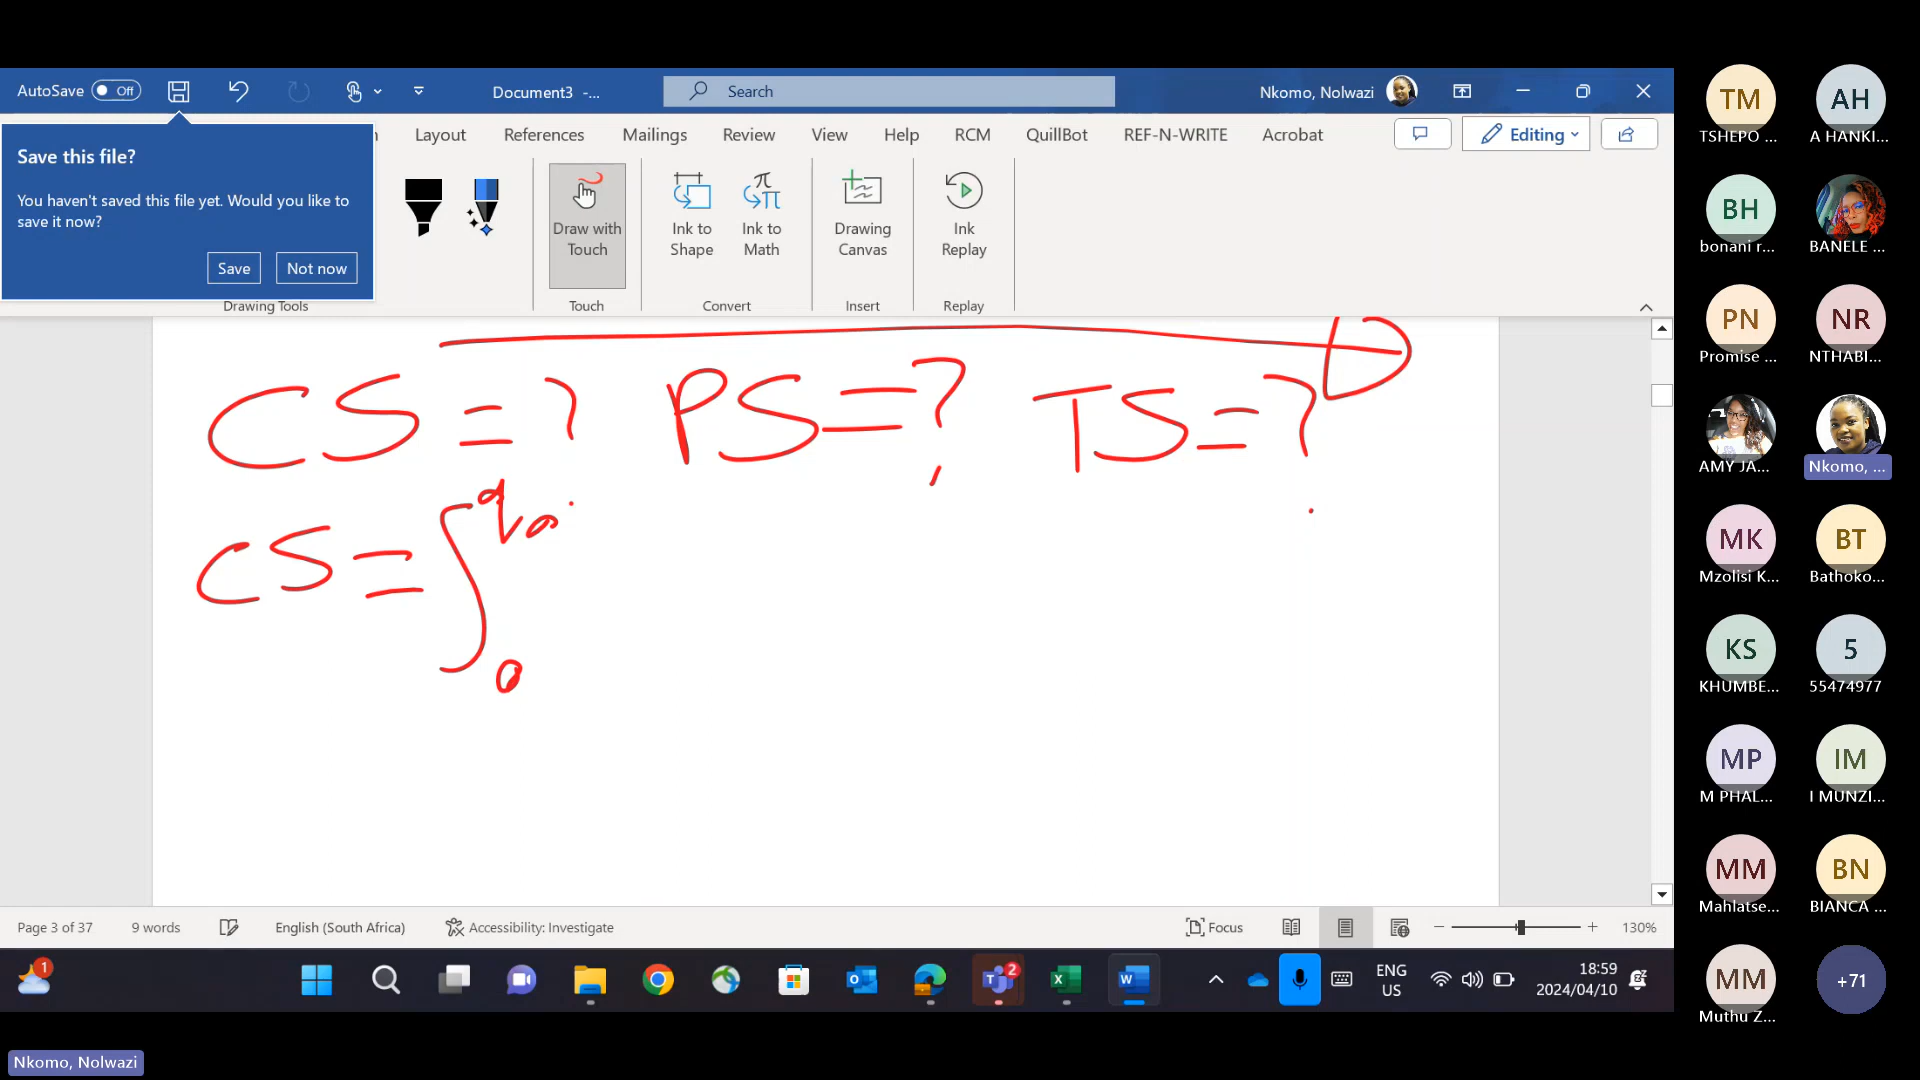 AutoSave Off
Document3 -...
Search
Nkomo, Nolwazi
Layout References Mailings Review View Help RCM QuillBot REF-N-WRITE Acrobat
Editing
Save this file?
You haven't saved this file yet. Would you like to
save it now?
Save Not now
Draw with
Touch
Ink to
Shape
Ink to
Math
Drawing
Canvas
Ink
Replay
Drawing Tools
Touch
Convert
Insert
Replay
CS = ? PS = ? TS = ?
CS = ∫
0
Page 3 of 37
9 words
English (South Africa)
Accessibility: Investigate
Focus
130%
1
2
ENG
US
18:59
2024/04/10
TM
TSHEPO ...
AH
A HANKI...
BH
bonani r...
BANELE ...
PN
Promise ...
NR
NTHABI...
AMY JA...
Nkomo, ...
MK
Mzolisi K...
BT
Bathoko...
KS
KHUMBE...
5
55474977
MP
M PHAL...
IM
I MUNZI...
MM
Mahlatse...
BN
BIANCA ...
MM
Muthu Z...
+71
Nkomo, Nolwazi